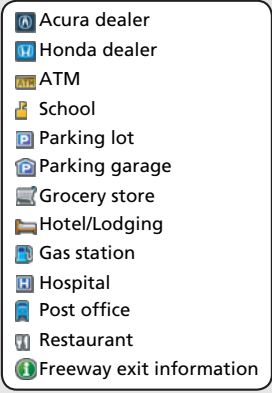 Acura dealer
Honda dealer
ATM ATM
School
P Parking lot
P Parking garage
Grocery store
Hotel/Lodging
Gas station
H Hospital
Post office
Restaurant
i Freeway exit information